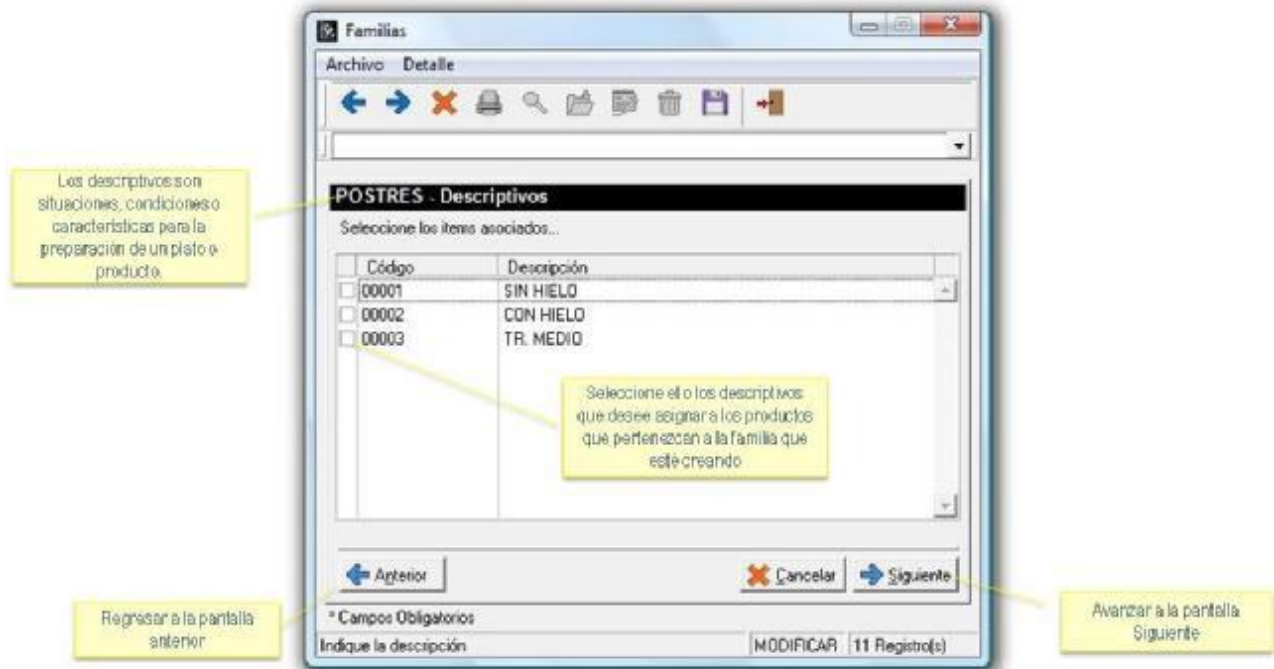 Familias
Archivo Detalle
Los descriptivos son
situaciones, condiciones o
características para la
preparación de un plato o
producto.
POSTRES - Descriptivos
Seleccione los items asociados...
Código Descripción
00001 SIN HIELO
00002 CON HIELO
00003 TR. MEDIO
Seleccione el o los descriptivos
que desee asignar a los productos
que pertenezcan a la familia que
esté creando
Anterior Cancelar Siguiente
Regresar a la pantalla
anterior
Avanzar a la pantalla
Siguiente
* Campos Obligatorios
Indique la descripción MODIFICAR 11 Registro(s)